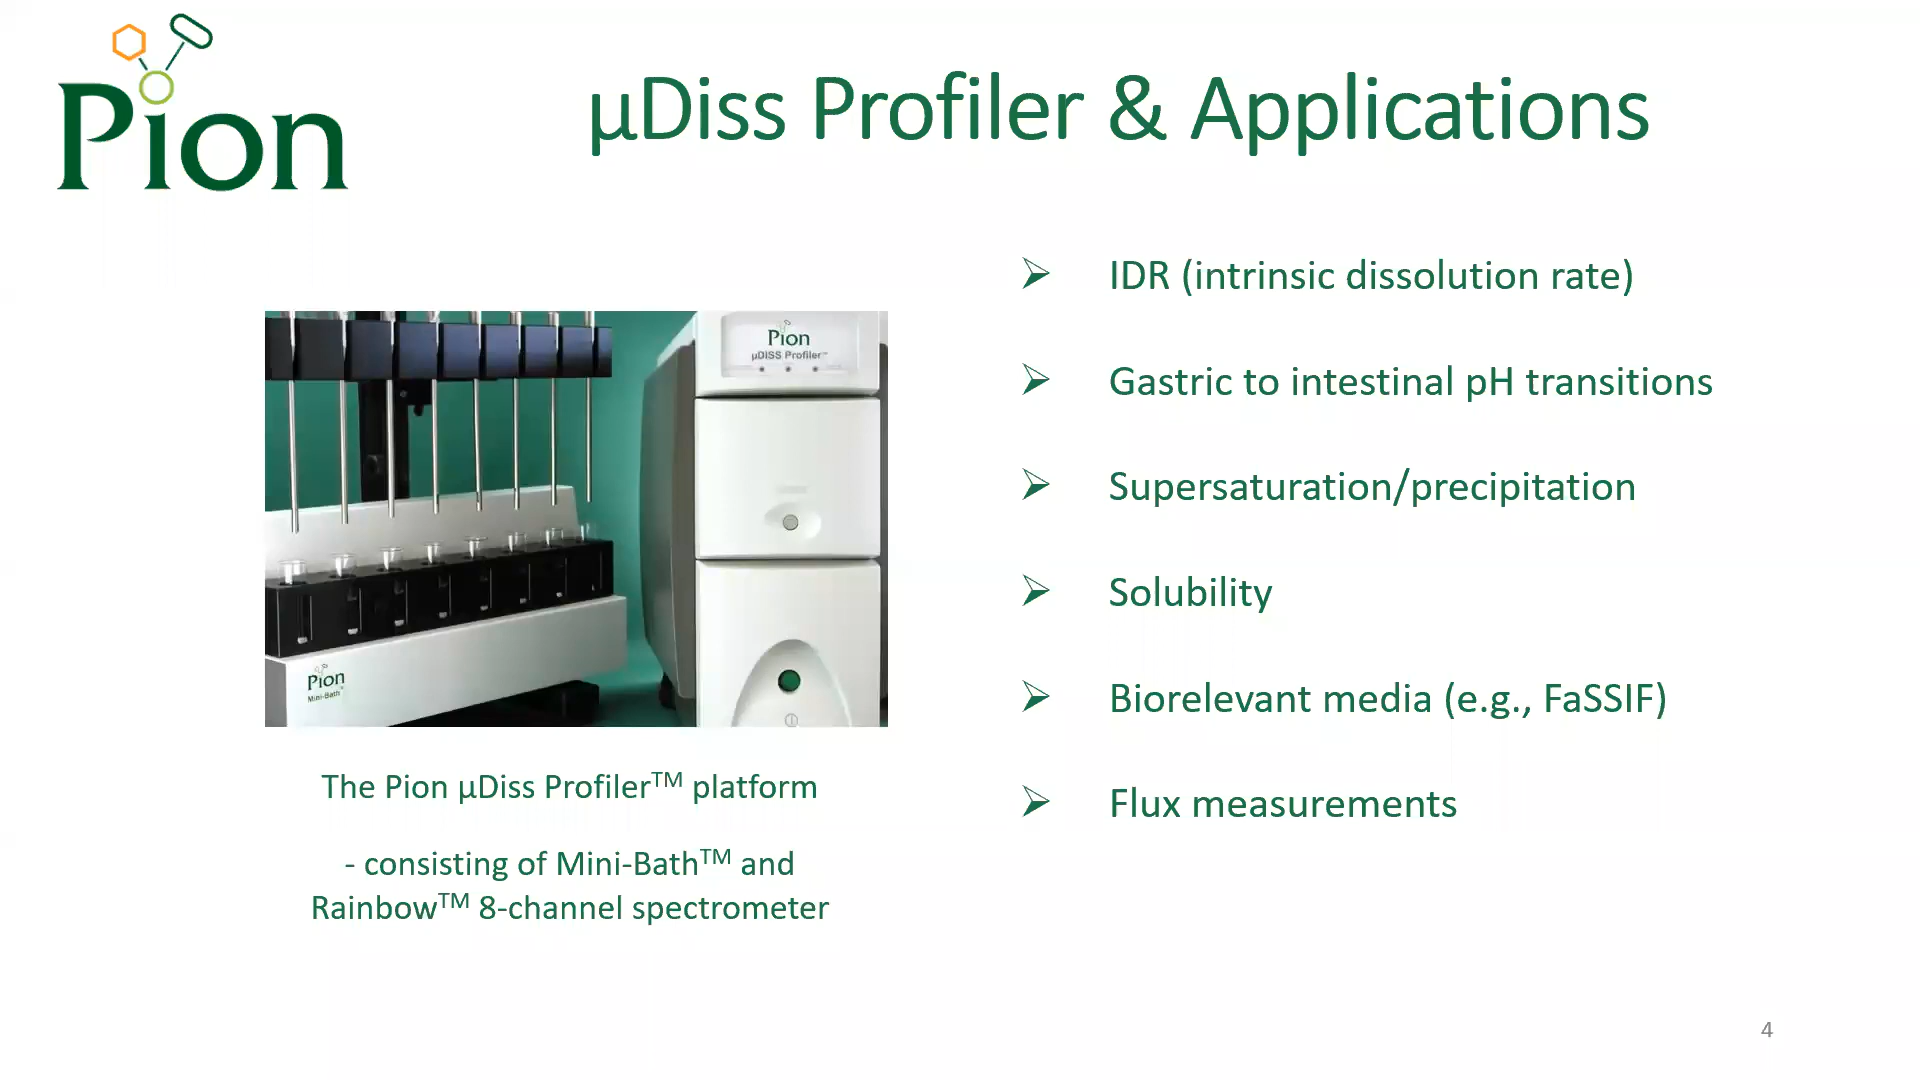 Pion
µDiss Profiler & Applications
IDR (intrinsic dissolution rate)
Gastric to intestinal pH transitions
Supersaturation/precipitation
Solubility
Biorelevant media (e.g., FaSSIF)
Flux measurements
Pion
µDISS Profiler™
Pion
Mini-Bath™
The Pion µDiss Profiler™ platform
- consisting of Mini-Bath™ and
Rainbow™ 8-channel spectrometer
4